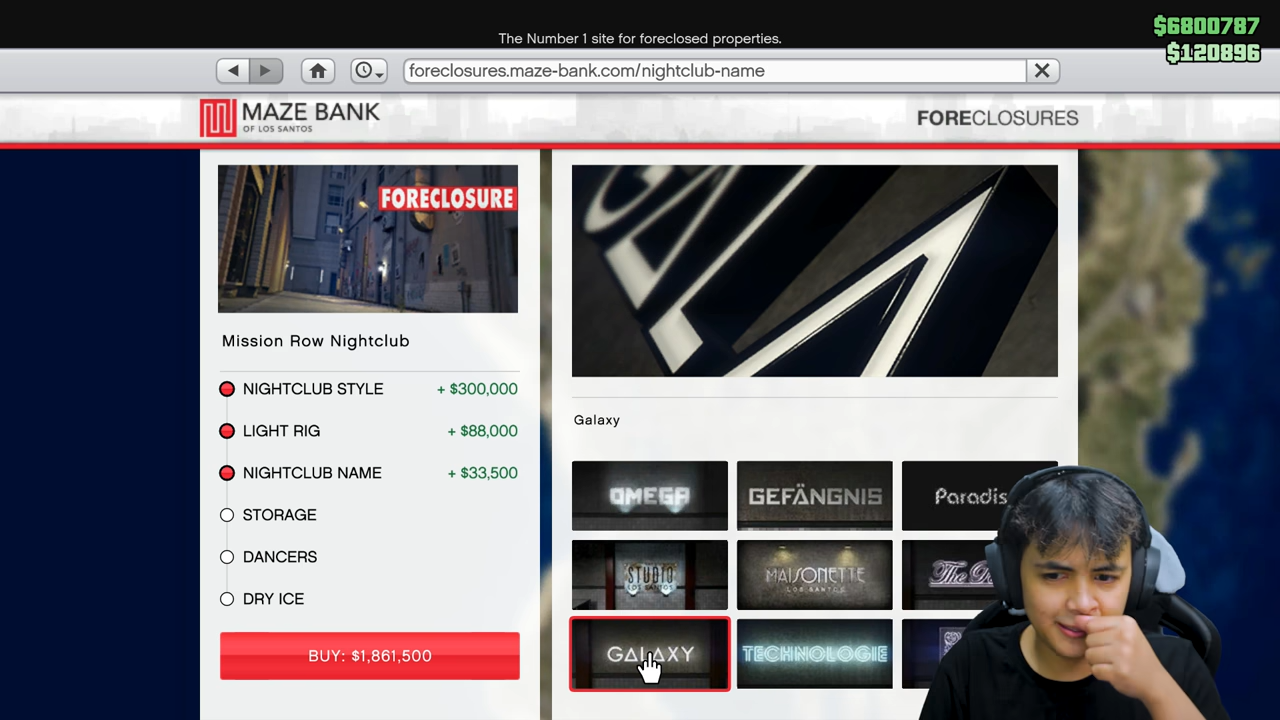 The Number 1 site for foreclosed properties.
$6800787
$120896
foreclosures.maze-bank.com/nightclub-name
MAZE BANK
OF LOS SANTOS
FORECLOSURES
FORECLOSURE
Mission Row Nightclub
NIGHTCLUB STYLE + $300,000
LIGHT RIG + $88,000
NIGHTCLUB NAME + $33,500
STORAGE
DANCERS
DRY ICE
BUY: $1,861,500
Galaxy
OMEGA
GEFÄNGNIS
STUDIO
LOS SANTOS
MAISONETTE
LOS SANTOS
The
GALAXY
TECHNOLOGIE